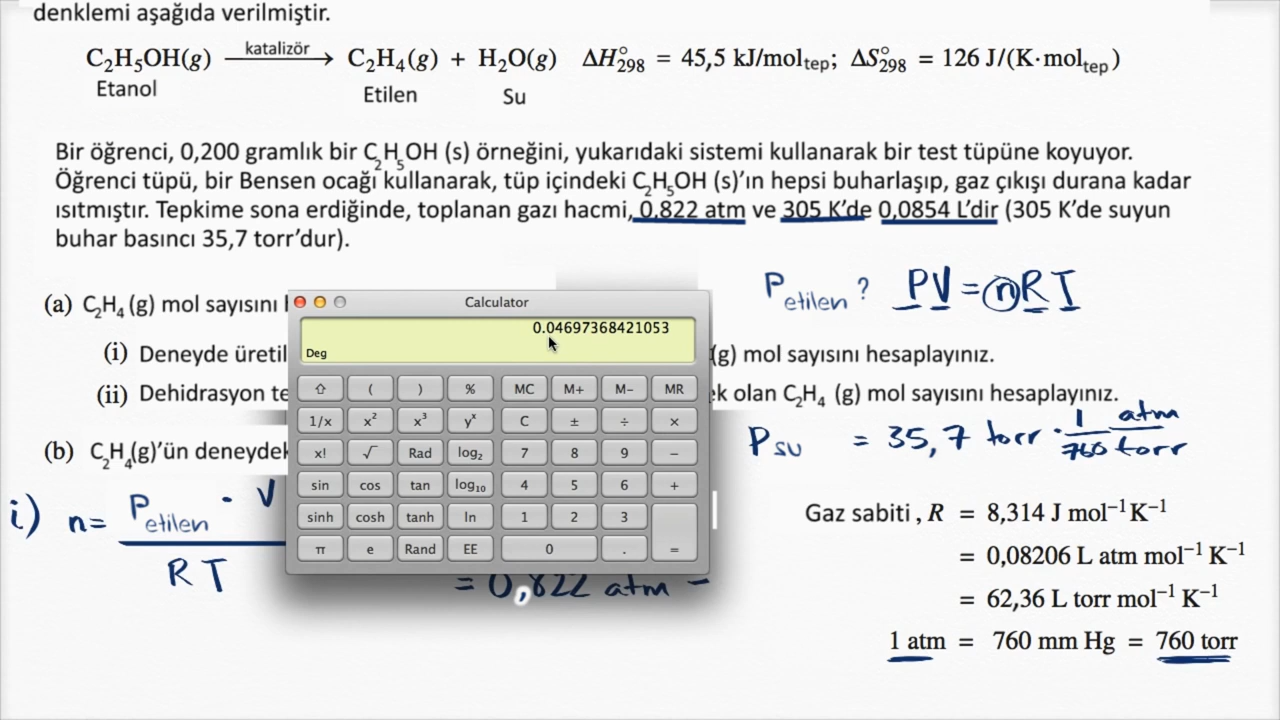 denklemi aşağıda verilmiştir.
C₂H₅OH(g) —katalizör→ C₂H₄(g) + H₂O(g) ΔH°₂₉₈ = 45,5 kJ/mol_tep; ΔS°₂₉₈ = 126 J/(K·mol_tep)
Etanol Etilen Su
Bir öğrenci, 0,200 gramlık bir C₂H₅OH (s) örneğini, yukarıdaki sistemi kullanarak bir test tüpüne koyuyor.
Öğrenci tüpü, bir Bensen ocağı kullanarak, tüp içindeki C₂H₅OH (s)'ın hepsi buharlaşıp, gaz çıkışı durana kadar
ısıtmıştır. Tepkime sona erdiğinde, toplanan gazı hacmi, 0,822 atm ve 305 K'de 0,0854 L'dir (305 K'de suyun
buhar basıncı 35,7 torr'dur).
P etilen ? PV = nRT
(a) C₂H₄ (g) mol sayısını
(i) Deneyde üretil (g) mol sayısını hesaplayınız.
(ii) Dehidrasyon te ek olan C₂H₄ (g) mol sayısını hesaplayınız.
(b) C₂H₄(g)'ün deneydek
Calculator
0.04697368421053
Deg
⇧ ( ) % MC M+ M− MR
1/x x² x³ yˣ C ± ÷ ×
x! √ Rad log₂ 7 8 9 −
sin cos tan log₁₀ 4 5 6 +
sinh cosh tanh ln 1 2 3
π e Rand EE 0 . =
P su = 35,7 torr · 1 atm / 760 torr
i) n = P etilen · V / RT
= 0,822 atm −
Gaz sabiti , R = 8,314 J mol⁻¹ K⁻¹
= 0,08206 L atm mol⁻¹ K⁻¹
= 62,36 L torr mol⁻¹ K⁻¹
1 atm = 760 mm Hg = 760 torr